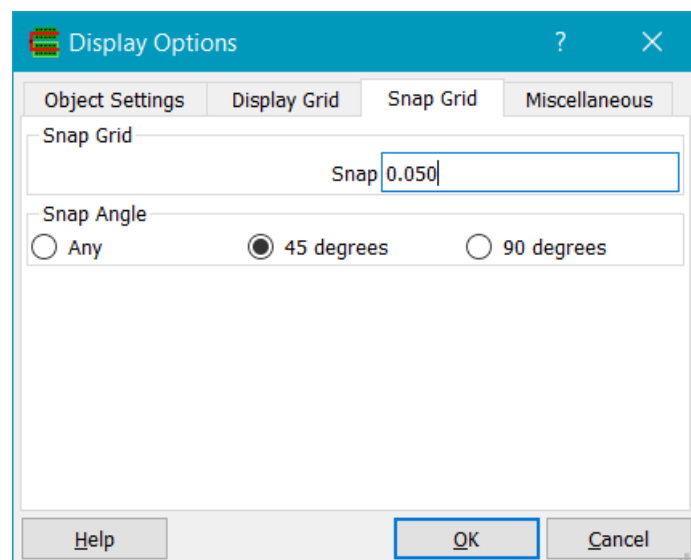 Display Options ?
Object Settings Display Grid Snap Grid Miscellaneous
Snap Grid
Snap 0.050
Snap Angle
Any 45 degrees 90 degrees
Help OK Cancel